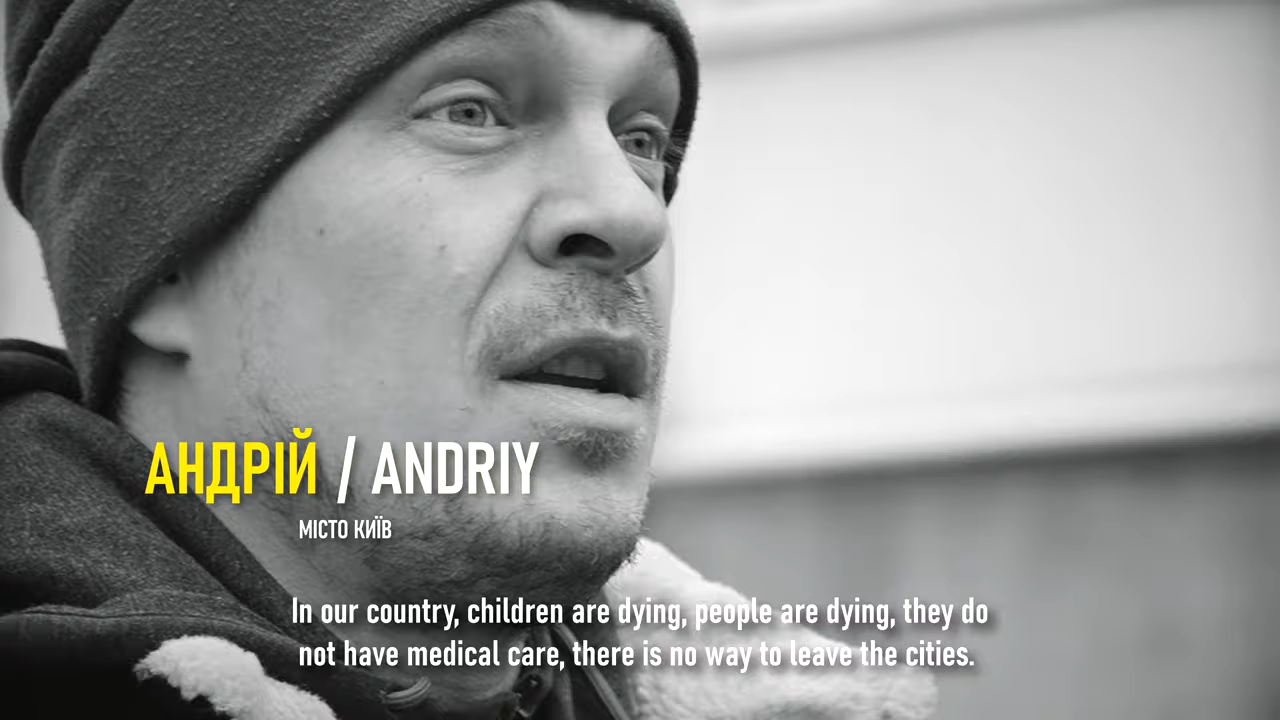 АНДРІЙ / ANDRIY
МІСТО КИЇВ
In our country, children are dying, people are dying, they do
not have medical care, there is no way to leave the cities.